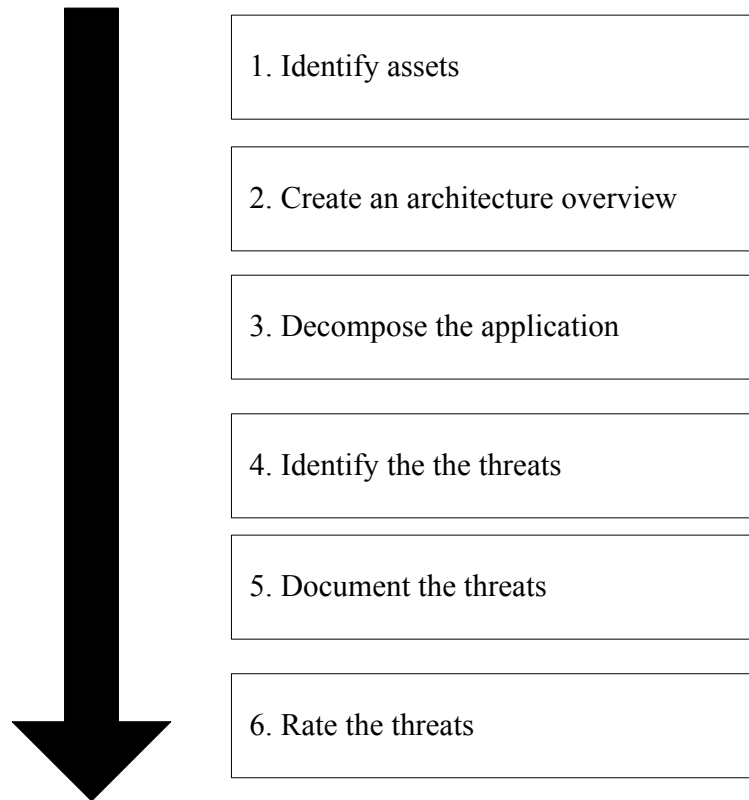 1. Identify assets
2. Create an architecture overview
3. Decompose the application
4. Identify the the threats
5. Document the threats
6. Rate the threats